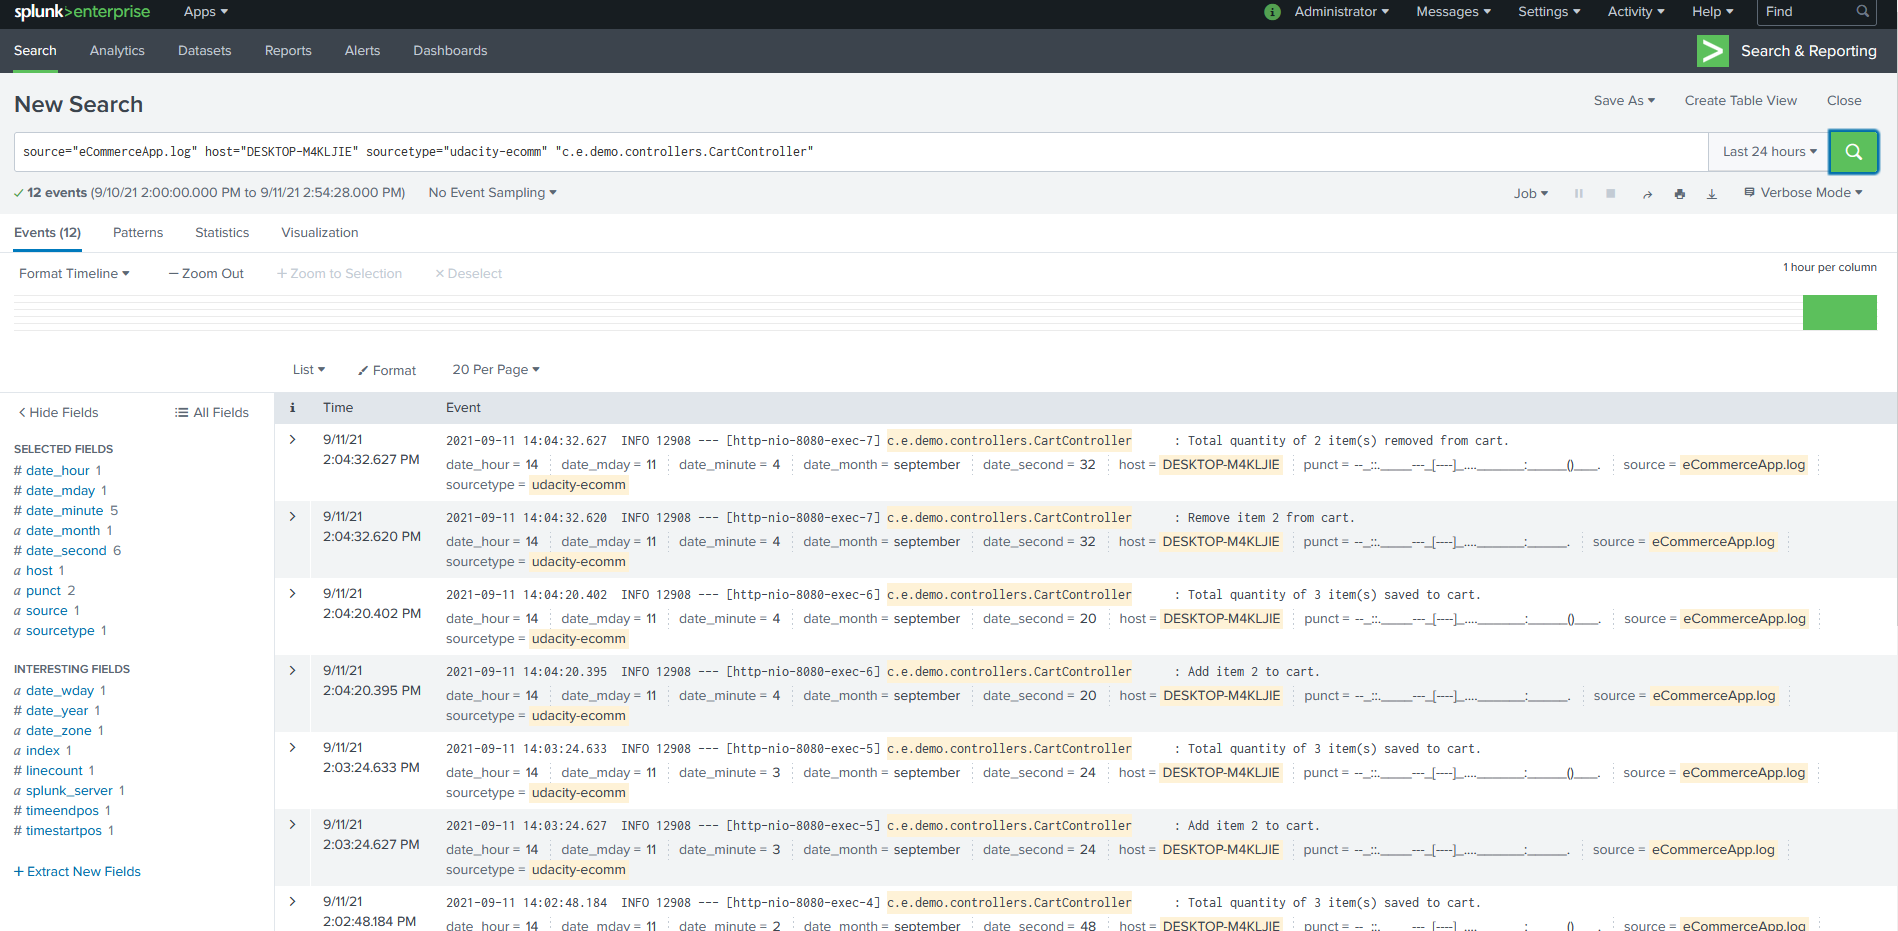 splunk>enterprise Apps Administrator Messages Settings Activity Help Find
Search Analytics Datasets Reports Alerts Dashboards Search & Reporting
New Search Save As Create Table View Close
source="eCommerceApp.log" host="DESKTOP-M4KLJIE" sourcetype="udacity-ecomm" "c.e.demo.controllers.CartController" Last 24 hours
12 events (9/10/21 2:00:00.000 PM to 9/11/21 2:54:28.000 PM) No Event Sampling Job Verbose Mode
Events (12) Patterns Statistics Visualization
Format Timeline — Zoom Out + Zoom to Selection × Deselect 1 hour per column
List Format 20 Per Page
< Hide Fields All Fields
SELECTED FIELDS
# date_hour 1
# date_mday 1
# date_minute 5
a date_month 1
# date_second 6
a host 1
a punct 2
a source 1
a sourcetype 1
INTERESTING FIELDS
a date_wday 1
# date_year 1
a date_zone 1
a index 1
# linecount 1
a splunk_server 1
# timeendpos 1
# timestartpos 1
+ Extract New Fields
i Time Event
9/11/21 2021-09-11 14:04:32.627 INFO 12908 --- [http-nio-8080-exec-7] c.e.demo.controllers.CartController : Total quantity of 2 item(s) removed from cart.
2:04:32.627 PM date_hour = 14 date_mday = 11 date_minute = 4 date_month = september date_second = 32 host = DESKTOP-M4KLJIE punct = --_::._____---_[----]_....________:______()____. source = eCommerceApp.log
sourcetype = udacity-ecomm
9/11/21 2021-09-11 14:04:32.620 INFO 12908 --- [http-nio-8080-exec-7] c.e.demo.controllers.CartController : Remove item 2 from cart.
2:04:32.620 PM date_hour = 14 date_mday = 11 date_minute = 4 date_month = september date_second = 32 host = DESKTOP-M4KLJIE punct = --_::._____---_[----]_....________:______. source = eCommerceApp.log
sourcetype = udacity-ecomm
9/11/21 2021-09-11 14:04:20.402 INFO 12908 --- [http-nio-8080-exec-6] c.e.demo.controllers.CartController : Total quantity of 3 item(s) saved to cart.
2:04:20.402 PM date_hour = 14 date_mday = 11 date_minute = 4 date_month = september date_second = 20 host = DESKTOP-M4KLJIE punct = --_::._____---_[----]_....________:______()____. source = eCommerceApp.log
sourcetype = udacity-ecomm
9/11/21 2021-09-11 14:04:20.395 INFO 12908 --- [http-nio-8080-exec-6] c.e.demo.controllers.CartController : Add item 2 to cart.
2:04:20.395 PM date_hour = 14 date_mday = 11 date_minute = 4 date_month = september date_second = 20 host = DESKTOP-M4KLJIE punct = --_::._____---_[----]_....________:______. source = eCommerceApp.log
sourcetype = udacity-ecomm
9/11/21 2021-09-11 14:03:24.633 INFO 12908 --- [http-nio-8080-exec-5] c.e.demo.controllers.CartController : Total quantity of 3 item(s) saved to cart.
2:03:24.633 PM date_hour = 14 date_mday = 11 date_minute = 3 date_month = september date_second = 24 host = DESKTOP-M4KLJIE punct = --_::._____---_[----]_....________:______()____. source = eCommerceApp.log
sourcetype = udacity-ecomm
9/11/21 2021-09-11 14:03:24.627 INFO 12908 --- [http-nio-8080-exec-5] c.e.demo.controllers.CartController : Add item 2 to cart.
2:03:24.627 PM date_hour = 14 date_mday = 11 date_minute = 3 date_month = september date_second = 24 host = DESKTOP-M4KLJIE punct = --_::._____---_[----]_....________:______. source = eCommerceApp.log
sourcetype = udacity-ecomm
9/11/21 2021-09-11 14:02:48.184 INFO 12908 --- [http-nio-8080-exec-4] c.e.demo.controllers.CartController : Total quantity of 3 item(s) saved to cart.
2:02:48.184 PM date_hour = 14 date_mday = 11 date_minute = 2 date_month = september date_second = 48 host = DESKTOP-M4KLJIE punct = --_::._____---_[----]_....________:______()____. source = eCommerceApp.log